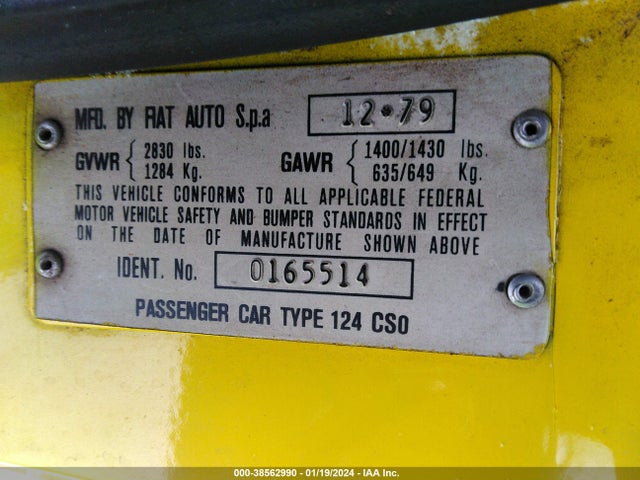 MFD. BY FIAT AUTO S.p.a 12•79
GVWR { 2830 lbs. 1284 Kg. GAWR { 1400/1430 lbs. 635/649 Kg.
THIS VEHICLE CONFORMS TO ALL APPLICABLE FEDERAL
MOTOR VEHICLE SAFETY AND BUMPER STANDARDS IN EFFECT
ON THE DATE OF MANUFACTURE SHOWN ABOVE
IDENT. No. 0165514
PASSENGER CAR TYPE 124 CS0
000-38562990 - 01/19/2024 - IAA Inc.